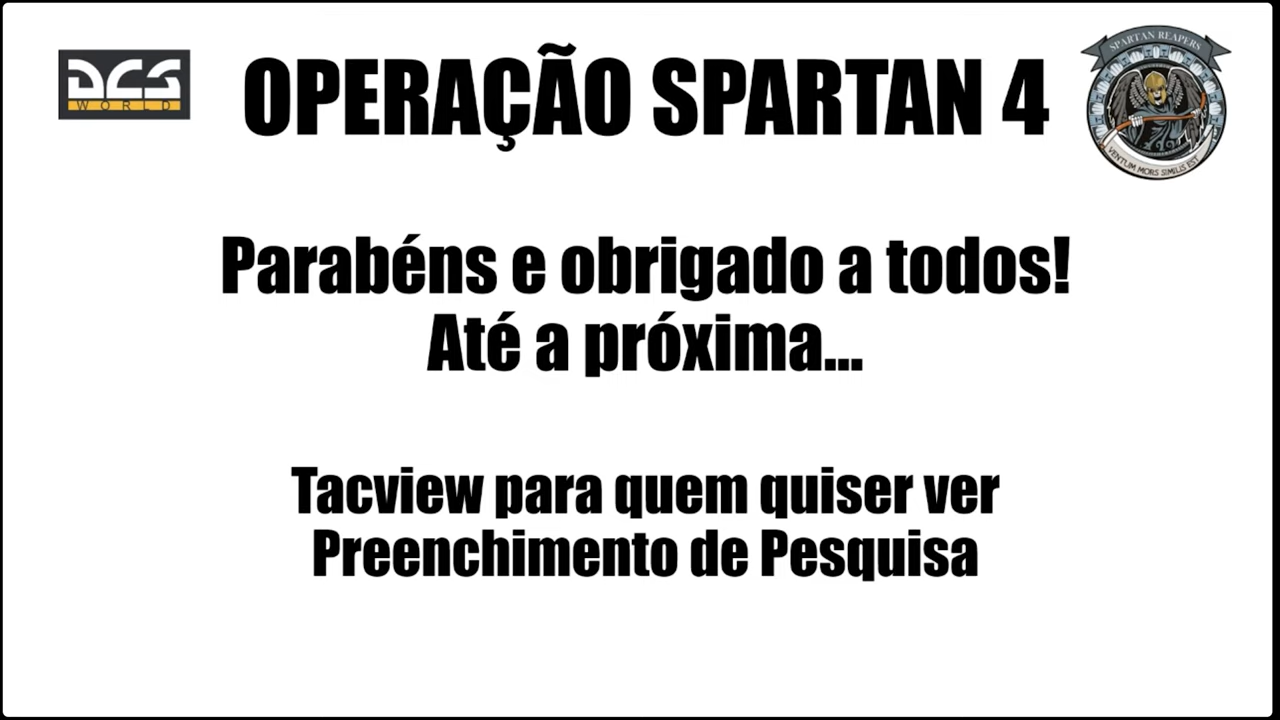 DCS
WORLD
OPERAÇÃO SPARTAN 4
SPARTAN REAPERS
VENTUM MORS SIMILIS EST
Parabéns e obrigado a todos!
Até a próxima...
Tacview para quem quiser ver
Preenchimento de Pesquisa